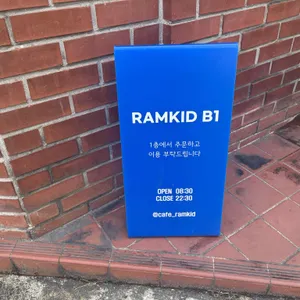 RAMKID B1
1층에서 주문하고
이용 부탁드립니다
OPEN 08:30
CLOSE 22:30
@cafe_ramkid